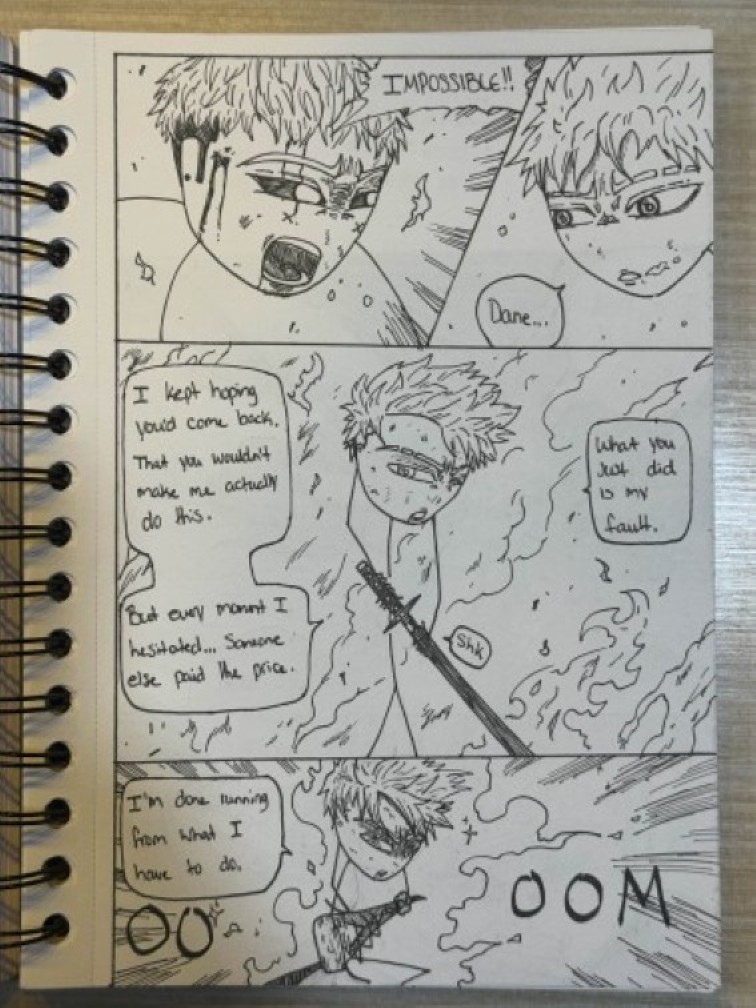 IMPOSSIBLE!!
Dane...
I kept hoping
you'd come back.
That you wouldn't
make me actually
do this.
But every moment I
hesitated... Someone
else paid the price.
What you
just did
is my
fault.
Shk
I'm done running
from what I
have to do.
OO
OOM